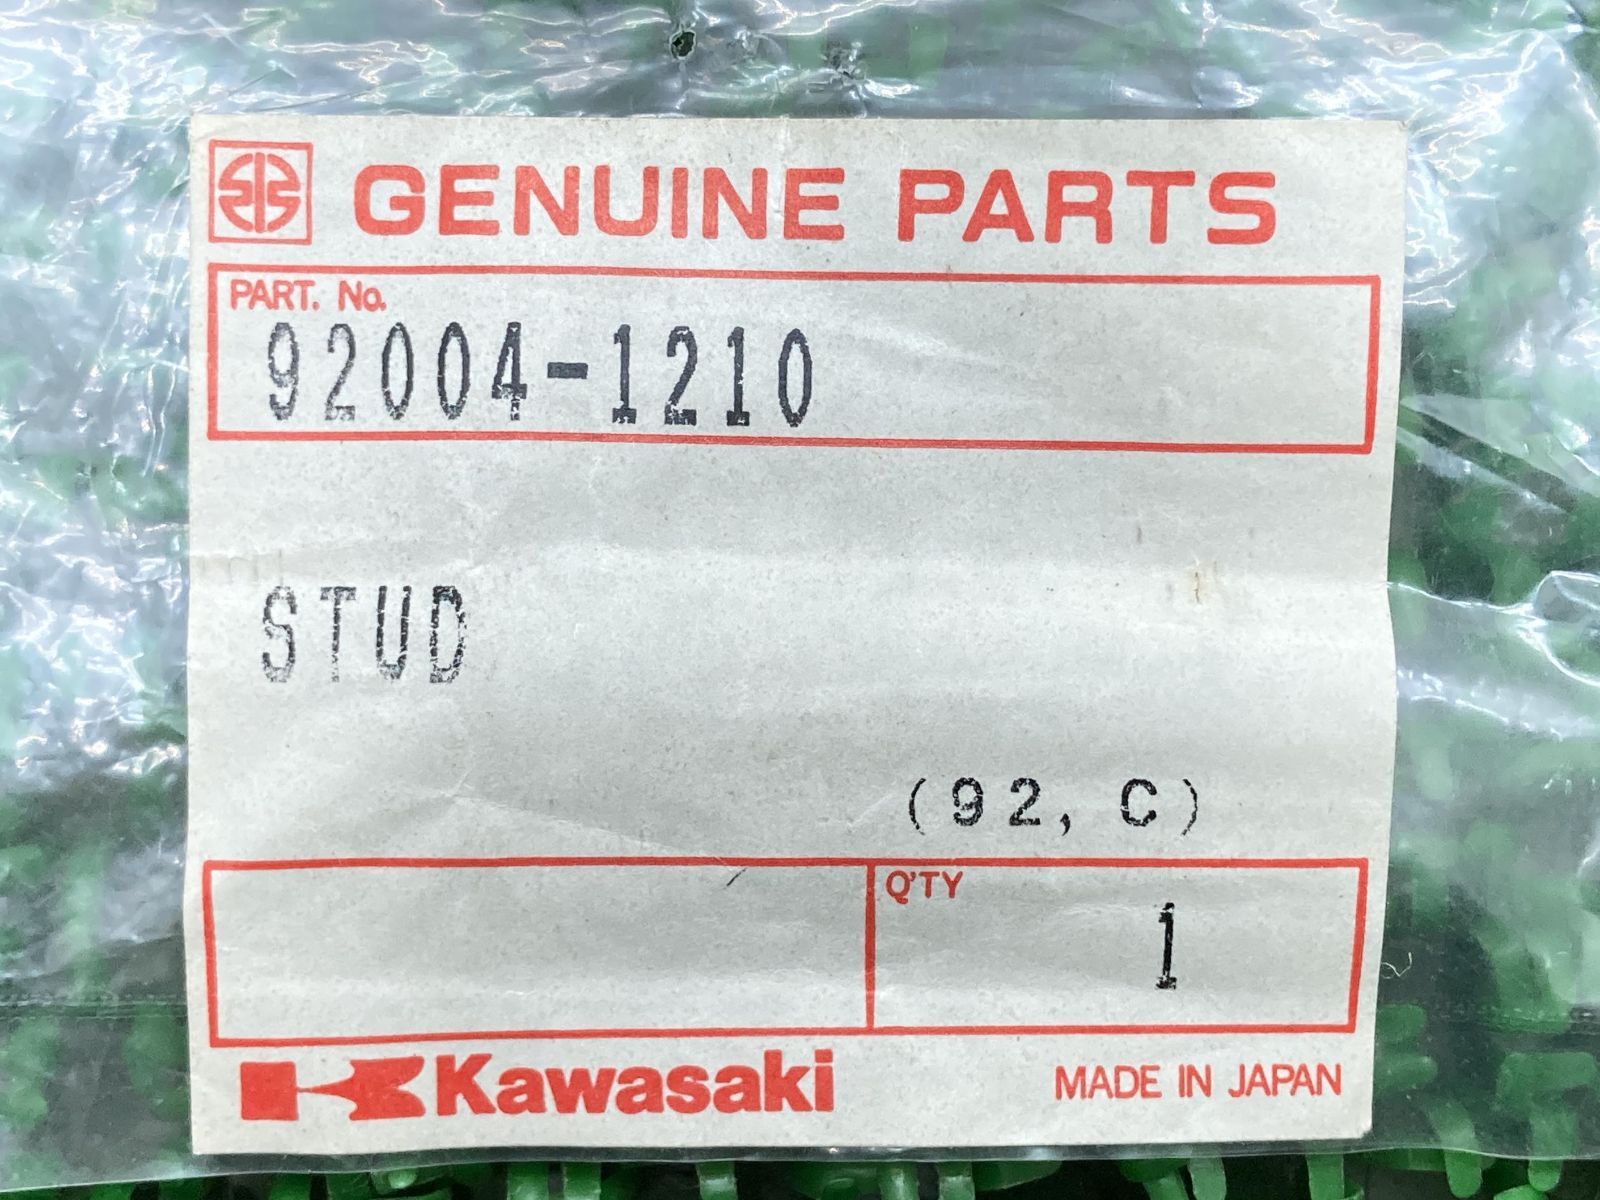 GENUINE PARTS
PART. No.
92004-1210
STUD
(92, C)
Q'TY
1
Kawasaki
MADE IN JAPAN